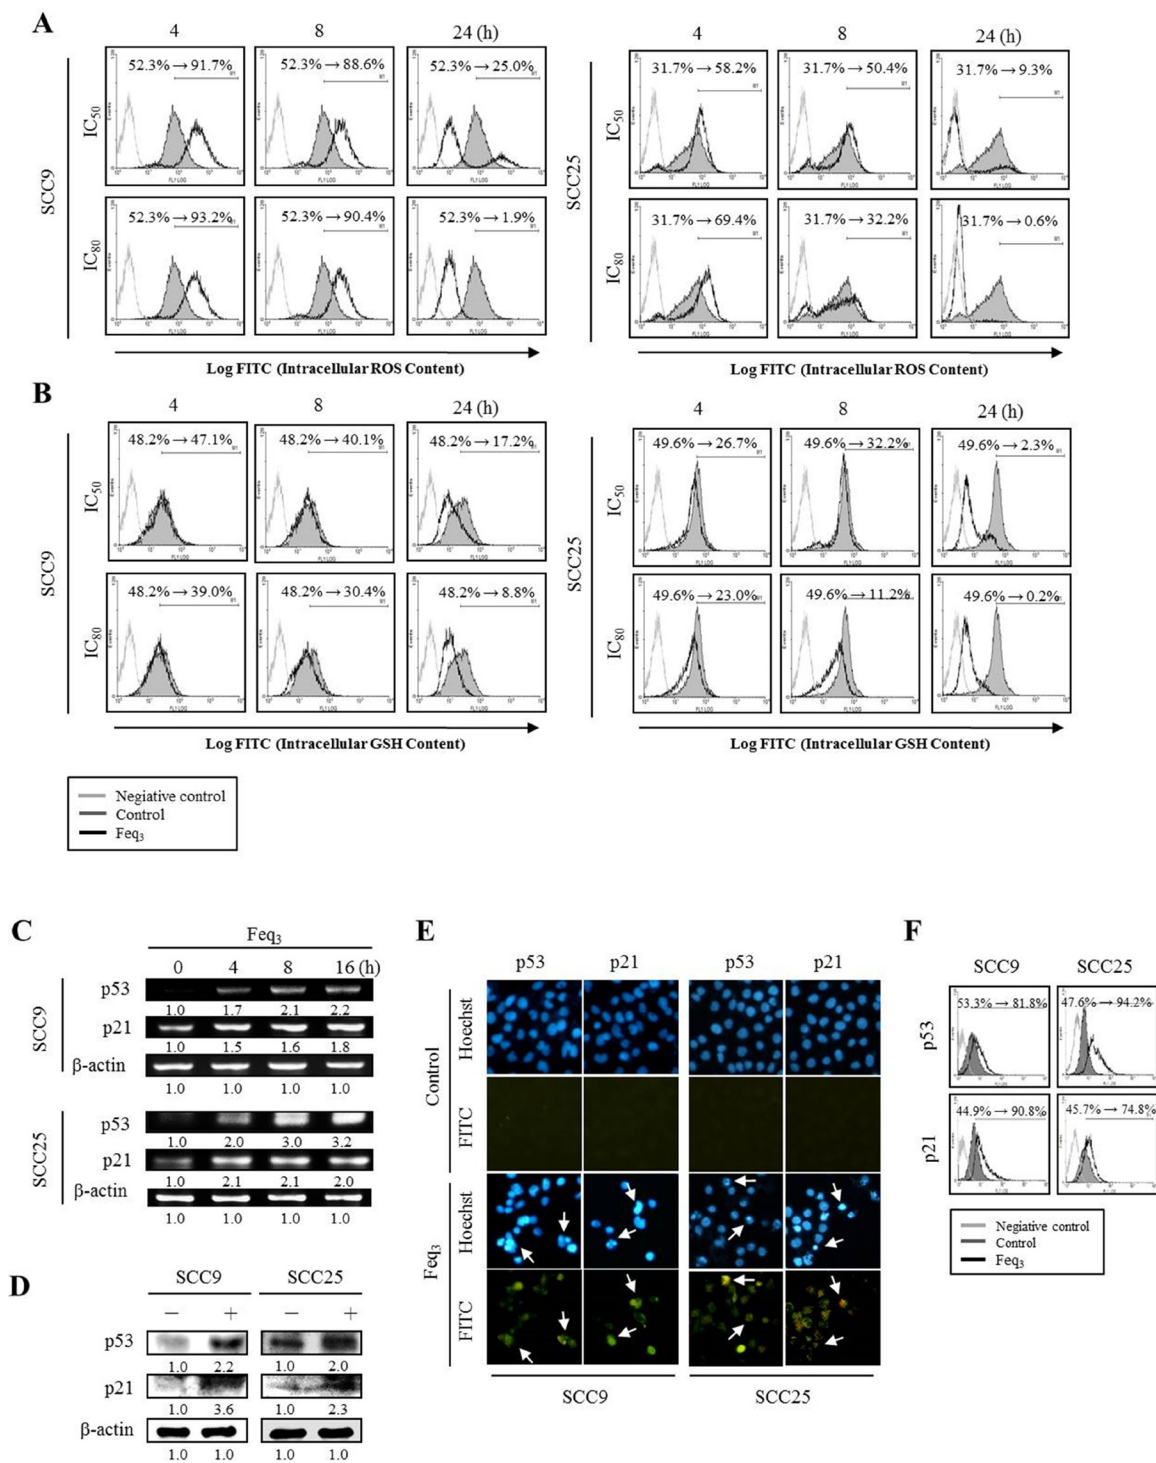 A
4 8 24 (h) 4 8 24 (h)
52.3% → 91.7% 52.3% → 88.6% 52.3% → 25.0% 31.7% → 58.2% 31.7% → 50.4% 31.7% → 9.3%
IC50 IC50
SCC9 SCC25
52.3% → 93.2% 52.3% → 90.4% 52.3% → 1.9% 31.7% → 69.4% 31.7% → 32.2% 31.7% → 0.6%
IC80 IC80
Log FITC (Intracellular ROS Content) Log FITC (Intracellular ROS Content)
B
4 8 24 (h) 4 8 24 (h)
48.2% → 47.1% 48.2% → 40.1% 48.2% → 17.2% 49.6% → 26.7% 49.6% → 32.2% 49.6% → 2.3%
IC50 IC50
SCC9 SCC25
48.2% → 39.0% 48.2% → 30.4% 48.2% → 8.8% 49.6% → 23.0% 49.6% → 11.2% 49.6% → 0.2%
IC80 IC80
Log FITC (Intracellular GSH Content) Log FITC (Intracellular GSH Content)
Negiative control
Control
Feq3
C
Feq3
0 4 8 16 (h)
SCC9
p53
1.0 1.7 2.1 2.2
p21
1.0 1.5 1.6 1.8
β-actin
1.0 1.0 1.0 1.0
SCC25
p53
1.0 2.0 3.0 3.2
p21
1.0 2.1 2.1 2.0
β-actin
1.0 1.0 1.0 1.0
D
SCC9 SCC25
− + − +
p53
1.0 2.2 1.0 2.0
p21
1.0 3.6 1.0 2.3
β-actin
1.0 1.0 1.0 1.0
E
p53 p21 p53 p21
Control
Hoechst
FITC
Feq3
Hoechst
FITC
SCC9 SCC25
F
SCC9 SCC25
p53
53.3% → 81.8% 47.6% → 94.2%
p21
44.9% → 90.8% 45.7% → 74.8%
Negiative control
Control
Feq3